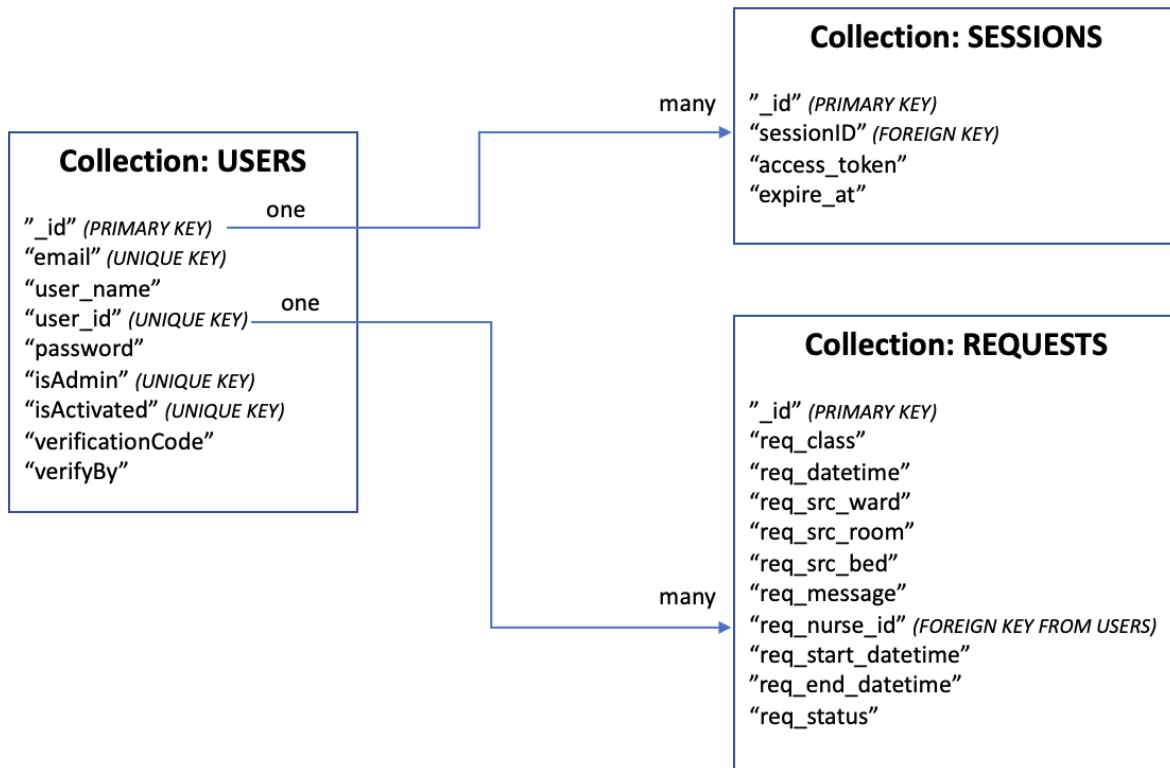 Collection: USERS
”_id” (PRIMARY KEY)
“email” (UNIQUE KEY)
“user_name”
“user_id” (UNIQUE KEY)
“password”
“isAdmin” (UNIQUE KEY)
“isActivated” (UNIQUE KEY)
“verificationCode”
“verifyBy”
one
one
many
many
Collection: SESSIONS
”_id” (PRIMARY KEY)
“sessionID” (FOREIGN KEY)
“access_token”
“expire_at”
Collection: REQUESTS
”_id” (PRIMARY KEY)
“req_class”
“req_datetime”
“req_src_ward”
“req_src_room”
“req_src_bed”
“req_message”
“req_nurse_id” (FOREIGN KEY FROM USERS)
“req_start_datetime”
”req_end_datetime”
“req_status”